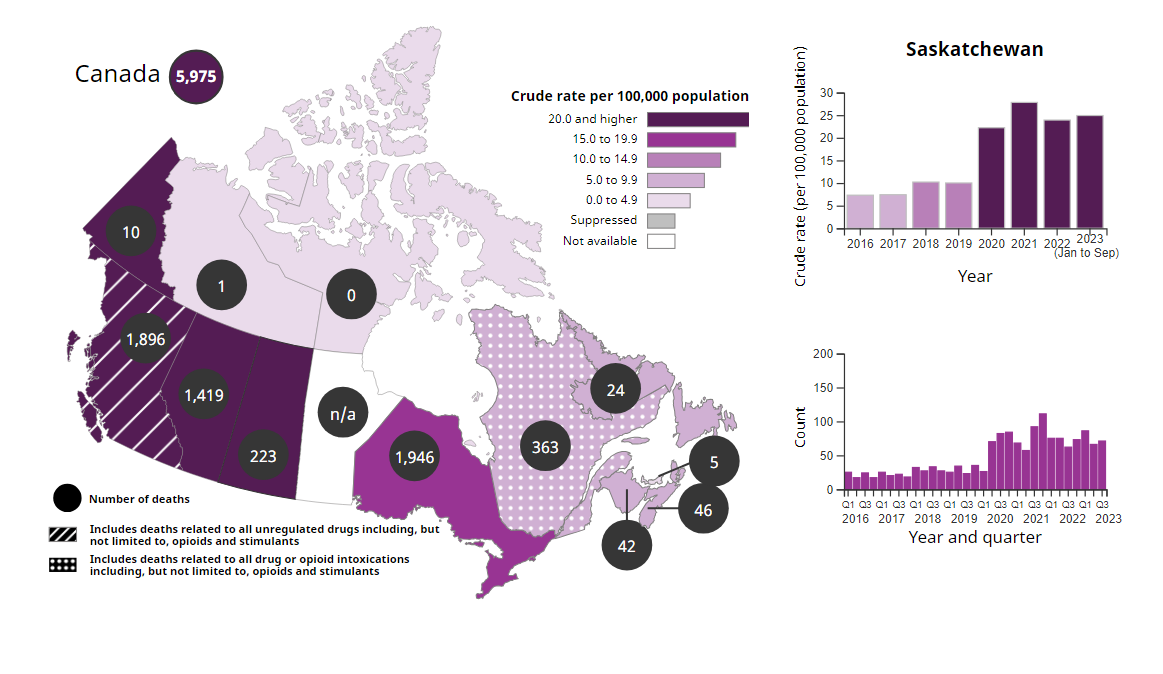 Canada 5,975
Crude rate per 100,000 population
20.0 and higher
15.0 to 19.9
10.0 to 14.9
5.0 to 9.9
0.0 to 4.9
Suppressed
Not available
10
1
0
1,896
1,419
223
n/a
1,946
363
24
5
46
42
Number of deaths
Includes deaths related to all unregulated drugs including, but
not limited to, opioids and stimulants
Includes deaths related to all drug or opioid intoxications
including, but not limited to, opioids and stimulants
Saskatchewan
Crude rate (per 100,000 population)
30
25
20
15
10
5
0
2016 2017 2018 2019 2020 2021 2022 2023
(Jan to Sep)
Year
Count
200
150
100
50
0
Q1 Q3 Q1 Q3 Q1 Q3 Q1 Q3 Q1 Q3 Q1 Q3 Q1 Q3 Q1 Q3
2016 2017 2018 2019 2020 2021 2022 2023
Year and quarter